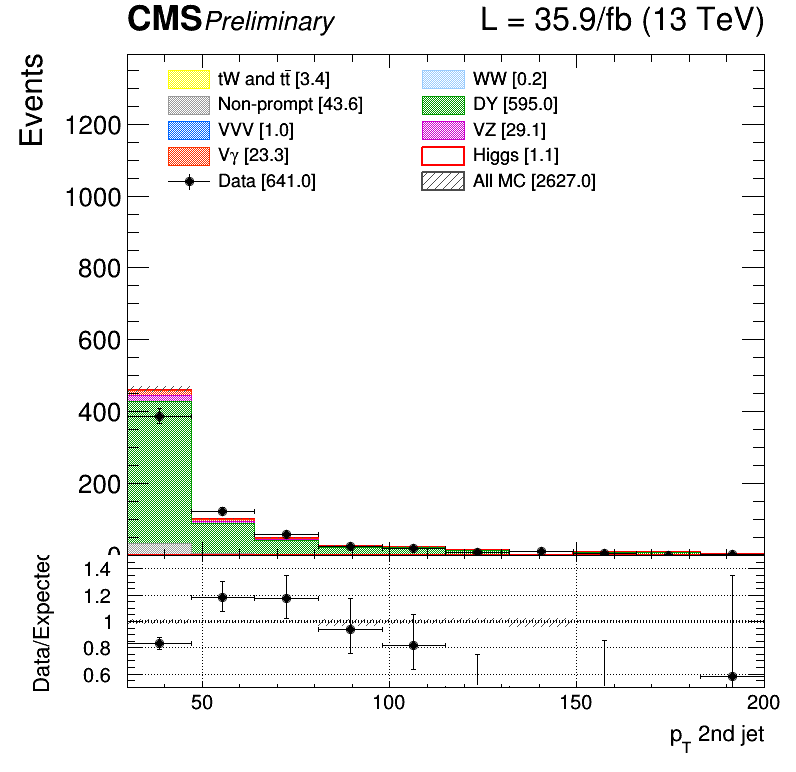 CMS Preliminary L = 35.9/fb (13 TeV)
Events
tW and tt̄ [3.4] WW [0.2]
Non-prompt [43.6] DY [595.0]
VVV [1.0] VZ [29.1]
Vγ [23.3] Higgs [1.1]
Data [641.0] All MC [2627.0]
1200
1000
800
600
400
200
0
Data/Expected
1.4
1.2
1
0.8
0.6
50 100 150 200
p_T 2nd jet